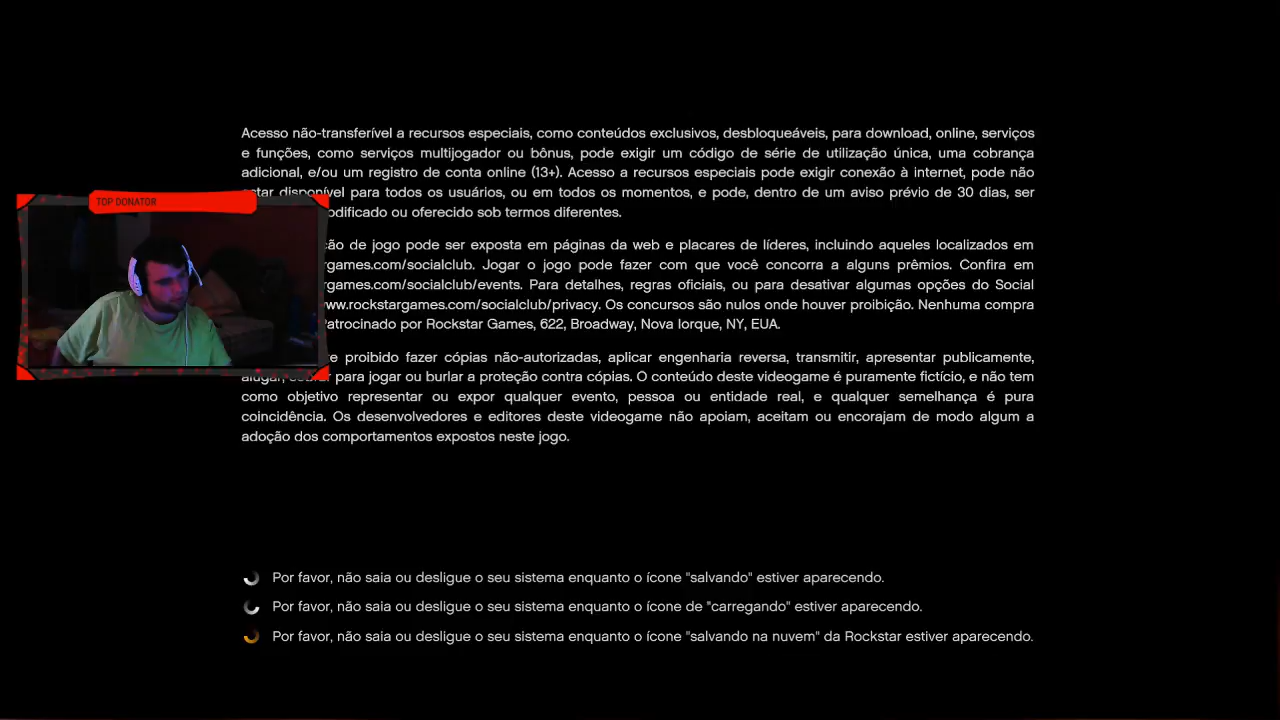 Acesso não-transferível a recursos especiais, como conteúdos exclusivos, desbloqueáveis, para download, online, serviços
e funções, como serviços multijogador ou bônus, pode exigir um código de série de utilização única, uma cobrança
adicional, e/ou um registro de conta online (13+). Acesso a recursos especiais pode exigir conexão à internet, pode não
estar disponível para todos os usuários, ou em todos os momentos, e pode, dentro de um aviso prévio de 30 dias, ser
ou oferecido sob termos diferentes.
TOP DONATOR
de jogo pode ser exposta em páginas da web e placares de líderes, incluindo aqueles localizados em
games.com/socialclub. Jogar o jogo pode fazer com que você concorra a alguns prêmios. Confira em
games.com/socialclub/events. Para detalhes, regras oficiais, ou para desativar algumas opções do Social
www.rockstargames.com/socialclub/privacy. Os concursos são nulos onde houver proibição. Nenhuma compra
Patrocinado por Rockstar Games, 622, Broadway, Nova Iorque, NY, EUA.
proibido fazer cópias não-autorizadas, aplicar engenharia reversa, transmitir, apresentar publicamente,
alugar, para jogar ou burlar a proteção contra cópias. O conteúdo deste videogame é puramente fictício, e não tem
como objetivo representar ou expor qualquer evento, pessoa ou entidade real, e qualquer semelhança é pura
coincidência. Os desenvolvedores e editores deste videogame não apoiam, aceitam ou encorajam de modo algum a
adoção dos comportamentos expostos neste jogo.
Por favor, não saia ou desligue o seu sistema enquanto o ícone "salvando" estiver aparecendo.
Por favor, não saia ou desligue o seu sistema enquanto o ícone de "carregando" estiver aparecendo.
Por favor, não saia ou desligue o seu sistema enquanto o ícone "salvando na nuvem" da Rockstar estiver aparecendo.